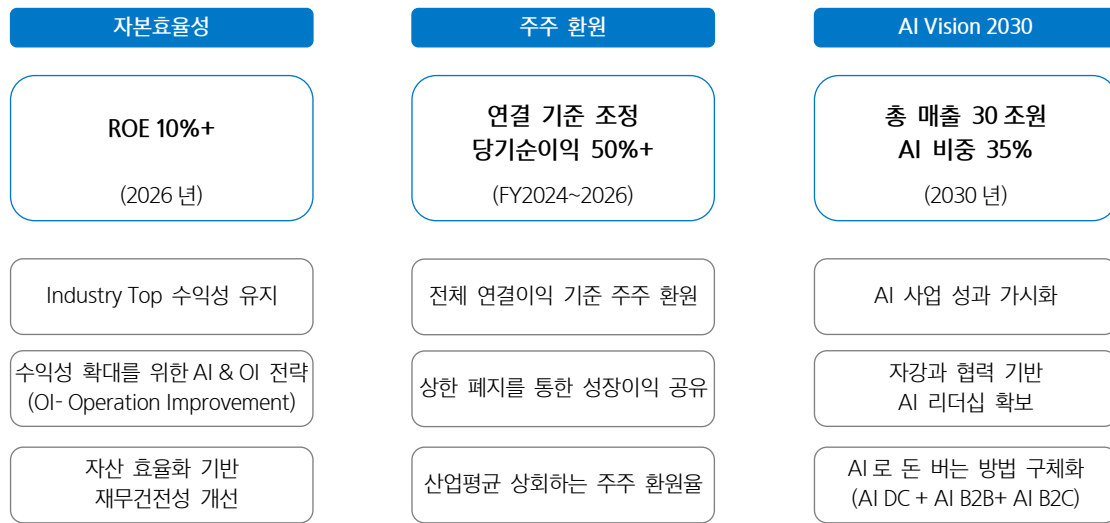 자본효율성
ROE 10%+
(2026 년)
Industry Top 수익성 유지
수익성 확대를 위한 AI & OI 전략
(OI- Operation Improvement)
자산 효율화 기반
재무건전성 개선
주주 환원
연결 기준 조정
당기순이익 50%+
(FY2024~2026)
전체 연결이익 기준 주주 환원
상한 폐지를 통한 성장이익 공유
산업평균 상회하는 주주 환원율
AI Vision 2030
총 매출 30 조원
AI 비중 35%
(2030 년)
AI 사업 성과 가시화
자강과 협력 기반
AI 리더십 확보
AI 로 돈 버는 방법 구체화
(AI DC + AI B2B+ AI B2C)